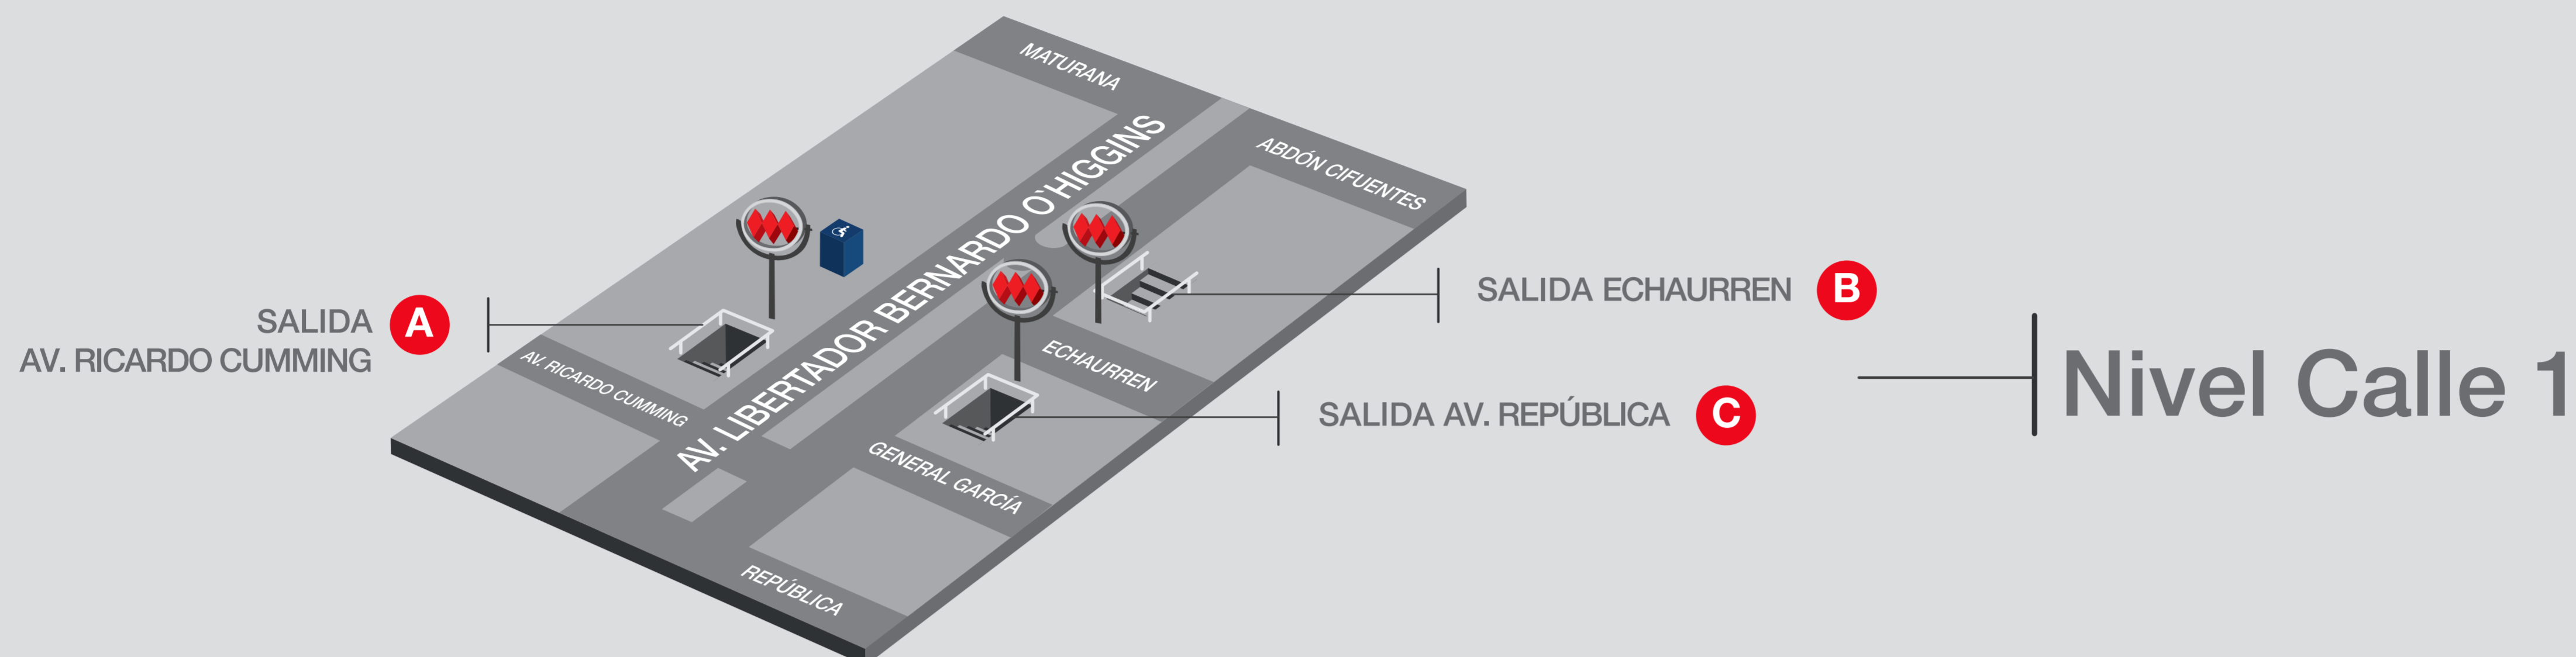 MATURANA
AV. LIBERTADOR BERNARDO O`HIGGINS
ABDÓN CIFUENTES
SALIDA
AV. RICARDO CUMMING
A
AV. RICARDO CUMMING
SALIDA ECHAURREN
B
ECHAURREN
SALIDA AV. REPÚBLICA
C
GENERAL GARCÍA
REPÚBLICA
Nivel Calle 1